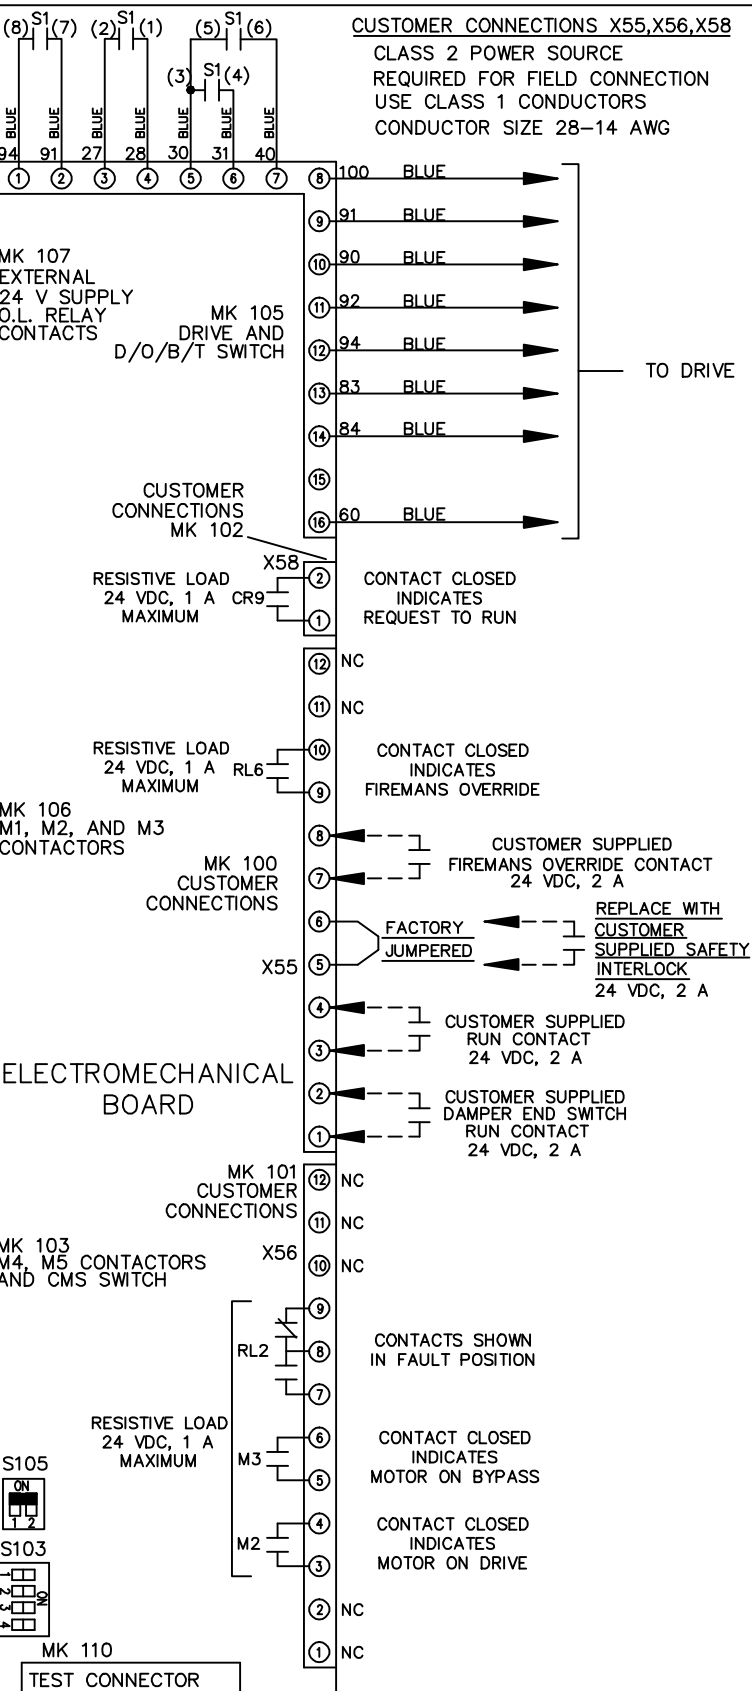 S1 S1 S1
(8) (7) (2) (1) (5) (6)
(3) S1 (4)
BLUE BLUE BLUE BLUE BLUE BLUE BLUE
94 91 27 28 30 31 40
1 2 3 4 5 6 7
CUSTOMER CONNECTIONS X55,X56,X58
CLASS 2 POWER SOURCE
REQUIRED FOR FIELD CONNECTION
USE CLASS 1 CONDUCTORS
CONDUCTOR SIZE 28-14 AWG
8 100 BLUE
9 91 BLUE
10 90 BLUE
11 92 BLUE
12 94 BLUE
13 83 BLUE
14 84 BLUE
15
16 60 BLUE
TO DRIVE
MK 107
EXTERNAL
24 V SUPPLY
O.L. RELAY
CONTACTS
MK 105
DRIVE AND
D/O/B/T SWITCH
CUSTOMER
CONNECTIONS
MK 102
X58
2
1
RESISTIVE LOAD
24 VDC, 1 A
MAXIMUM
CR9
CONTACT CLOSED
INDICATES
REQUEST TO RUN
12 NC
11 NC
10
9
RESISTIVE LOAD
24 VDC, 1 A
MAXIMUM
RL6
CONTACT CLOSED
INDICATES
FIREMANS OVERRIDE
MK 106
M1, M2, AND M3
CONTACTORS
8
7
CUSTOMER SUPPLIED
FIREMANS OVERRIDE CONTACT
24 VDC, 2 A
MK 100
CUSTOMER
CONNECTIONS
X55
6
5
FACTORY
JUMPERED
REPLACE WITH
CUSTOMER
SUPPLIED SAFETY
INTERLOCK
24 VDC, 2 A
4
3
CUSTOMER SUPPLIED
RUN CONTACT
24 VDC, 2 A
2
1
CUSTOMER SUPPLIED
DAMPER END SWITCH
RUN CONTACT
24 VDC, 2 A
ELECTROMECHANICAL
BOARD
MK 101
CUSTOMER
CONNECTIONS
X56
12 NC
11 NC
10 NC
MK 103
M4, M5 CONTACTORS
AND CMS SWITCH
9
8
7
RL2
CONTACTS SHOWN
IN FAULT POSITION
RESISTIVE LOAD
24 VDC, 1 A
MAXIMUM
6
5
M3
CONTACT CLOSED
INDICATES
MOTOR ON BYPASS
4
3
M2
CONTACT CLOSED
INDICATES
MOTOR ON DRIVE
2 NC
1 NC
S105
ON
1 2
S103
1
2
3
4
ON
MK 110
TEST CONNECTOR